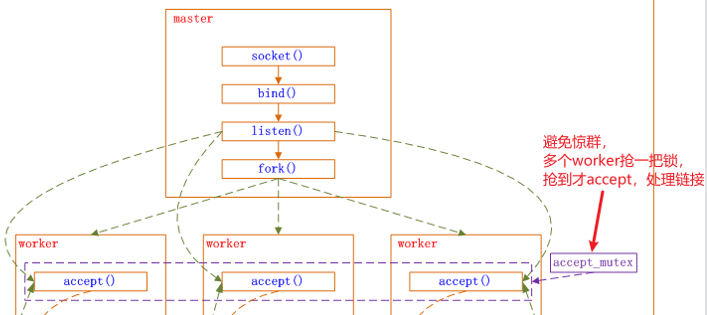 master
socket()
bind()
listen()
fork()
避免惊群，
多个worker抢一把锁，
抢到才accept，处理链接
worker
worker
worker
accept_mutex
accept()
accept()
accept()